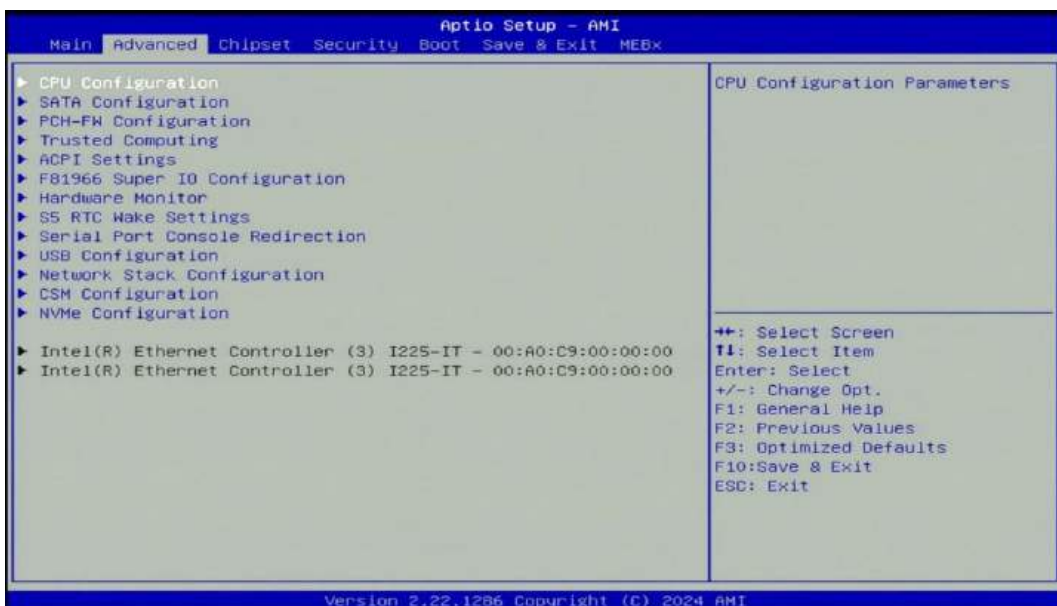 Aptio Setup - AMI
Main Advanced Chipset Security Boot Save & Exit MEBx
► CPU Configuration
► SATA Configuration
► PCH-FW Configuration
► Trusted Computing
► ACPI Settings
► F81966 Super IO Configuration
► Hardware Monitor
► S5 RTC Wake Settings
► Serial Port Console Redirection
► USB Configuration
► Network Stack Configuration
► CSM Configuration
► NVMe Configuration
► Intel(R) Ethernet Controller (3) I225-IT - 00:A0:C9:00:00:00
► Intel(R) Ethernet Controller (3) I225-IT - 00:A0:C9:00:00:00
CPU Configuration Parameters
→←: Select Screen
↑↓: Select Item
Enter: Select
+/-: Change Opt.
F1: General Help
F2: Previous Values
F3: Optimized Defaults
F10:Save & Exit
ESC: Exit
Version 2.22.1286 Copyright (C) 2024 AMI